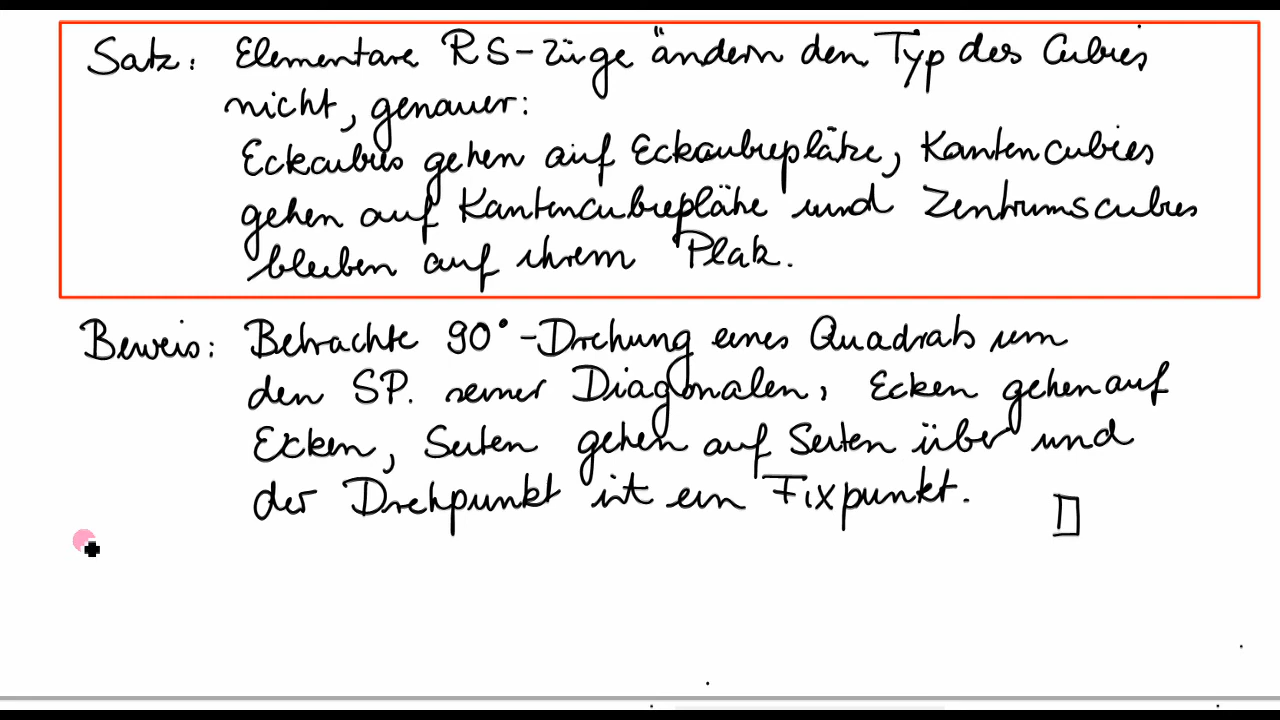 Satz: Elementare RS-Züge ändern den Typ des Cubies
nicht, genauer:
Eckcubies gehen auf Eckcubieplätze, Kantencubies
gehen auf Kantencubieplätze und Zentrumscubies
bleiben auf ihrem Platz.
Beweis: Betrachte 90°-Drehung eines Quadrats um
den SP. seiner Diagonalen, Ecken gehen auf
Ecken, Seiten gehen auf Seiten über und
der Drehpunkt ist ein Fixpunkt. □